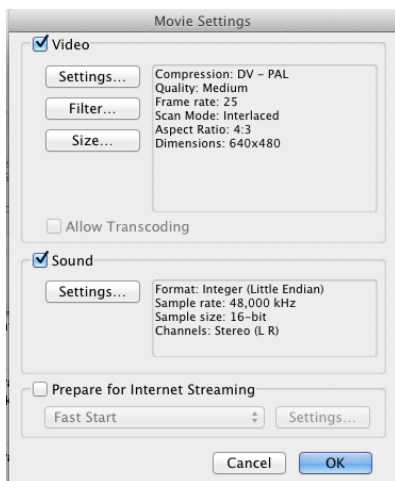 Movie Settings
Video
Settings...
Filter...
Size...
Compression: DV - PAL
Quality: Medium
Frame rate: 25
Scan Mode: Interlaced
Aspect Ratio: 4:3
Dimensions: 640x480
Allow Transcoding
Sound
Settings...
Format: Integer (Little Endian)
Sample rate: 48,000 kHz
Sample size: 16-bit
Channels: Stereo (L R)
Prepare for Internet Streaming
Fast Start
Settings...
Cancel
OK